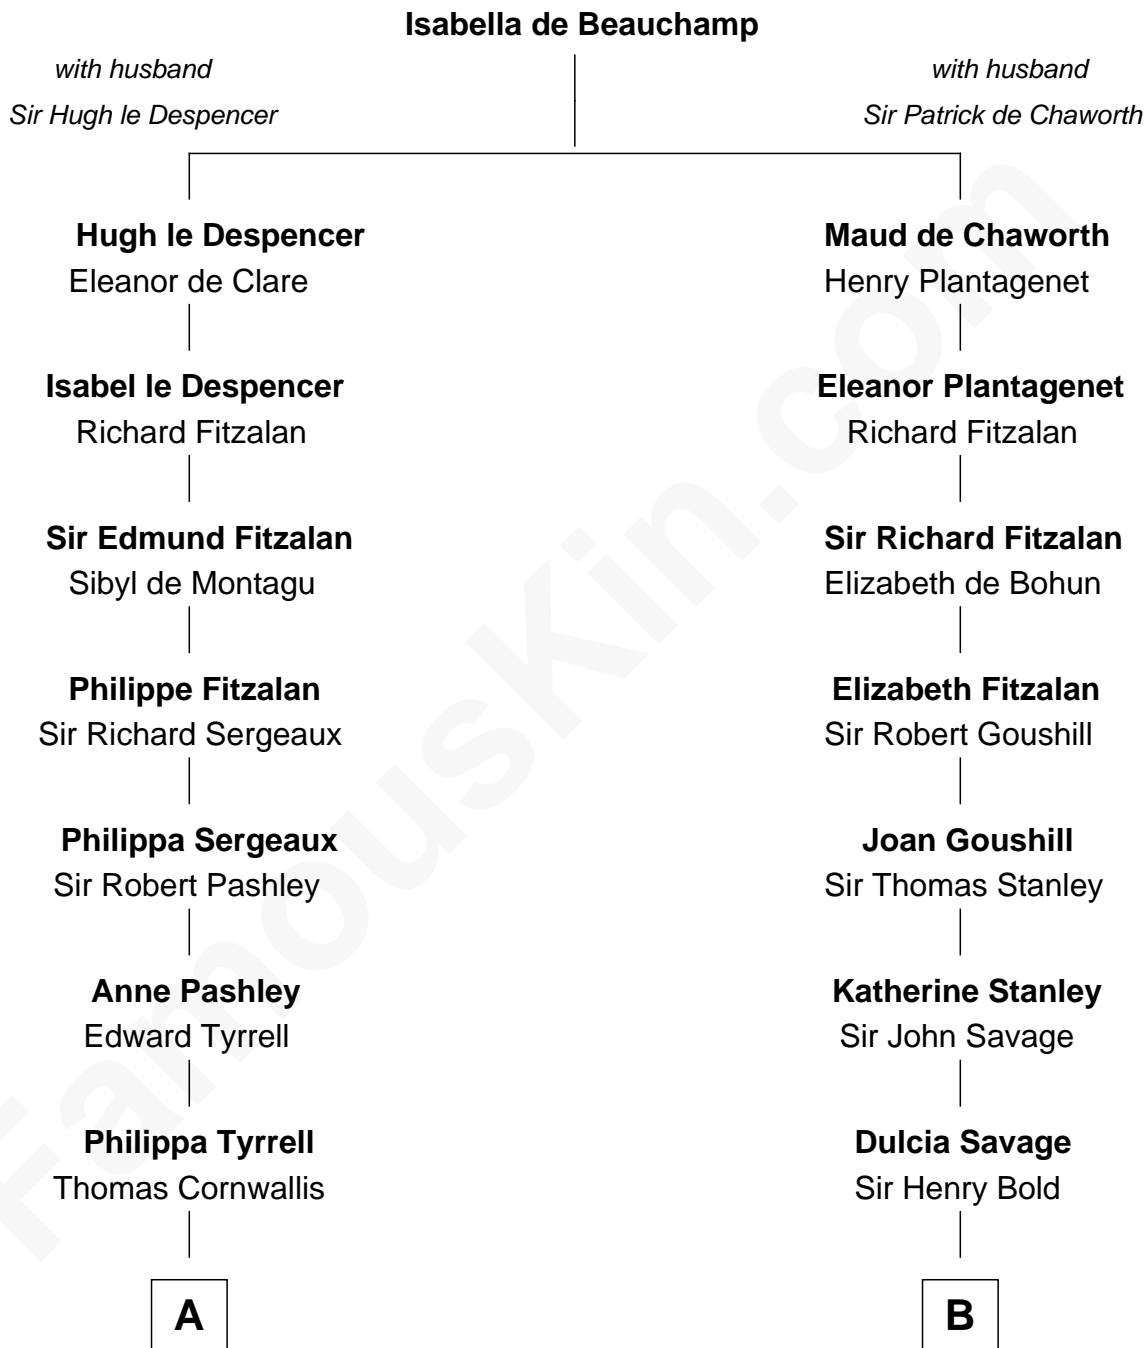 Isabella de Beauchamp
with husband
Sir Hugh le Despencer
with husband
Sir Patrick de Chaworth
Hugh le Despencer
Eleanor de Clare
Maud de Chaworth
Henry Plantagenet
Isabel le Despencer
Richard Fitzalan
Eleanor Plantagenet
Richard Fitzalan
Sir Edmund Fitzalan
Sibyl de Montagu
Sir Richard Fitzalan
Elizabeth de Bohun
Philippe Fitzalan
Sir Richard Sergeaux
Elizabeth Fitzalan
Sir Robert Goushill
Philippa Sergeaux
Sir Robert Pashley
Joan Goushill
Sir Thomas Stanley
Anne Pashley
Edward Tyrrell
Katherine Stanley
Sir John Savage
Philippa Tyrrell
Thomas Cornwallis
Dulcia Savage
Sir Henry Bold
A
B
FamousKin.com